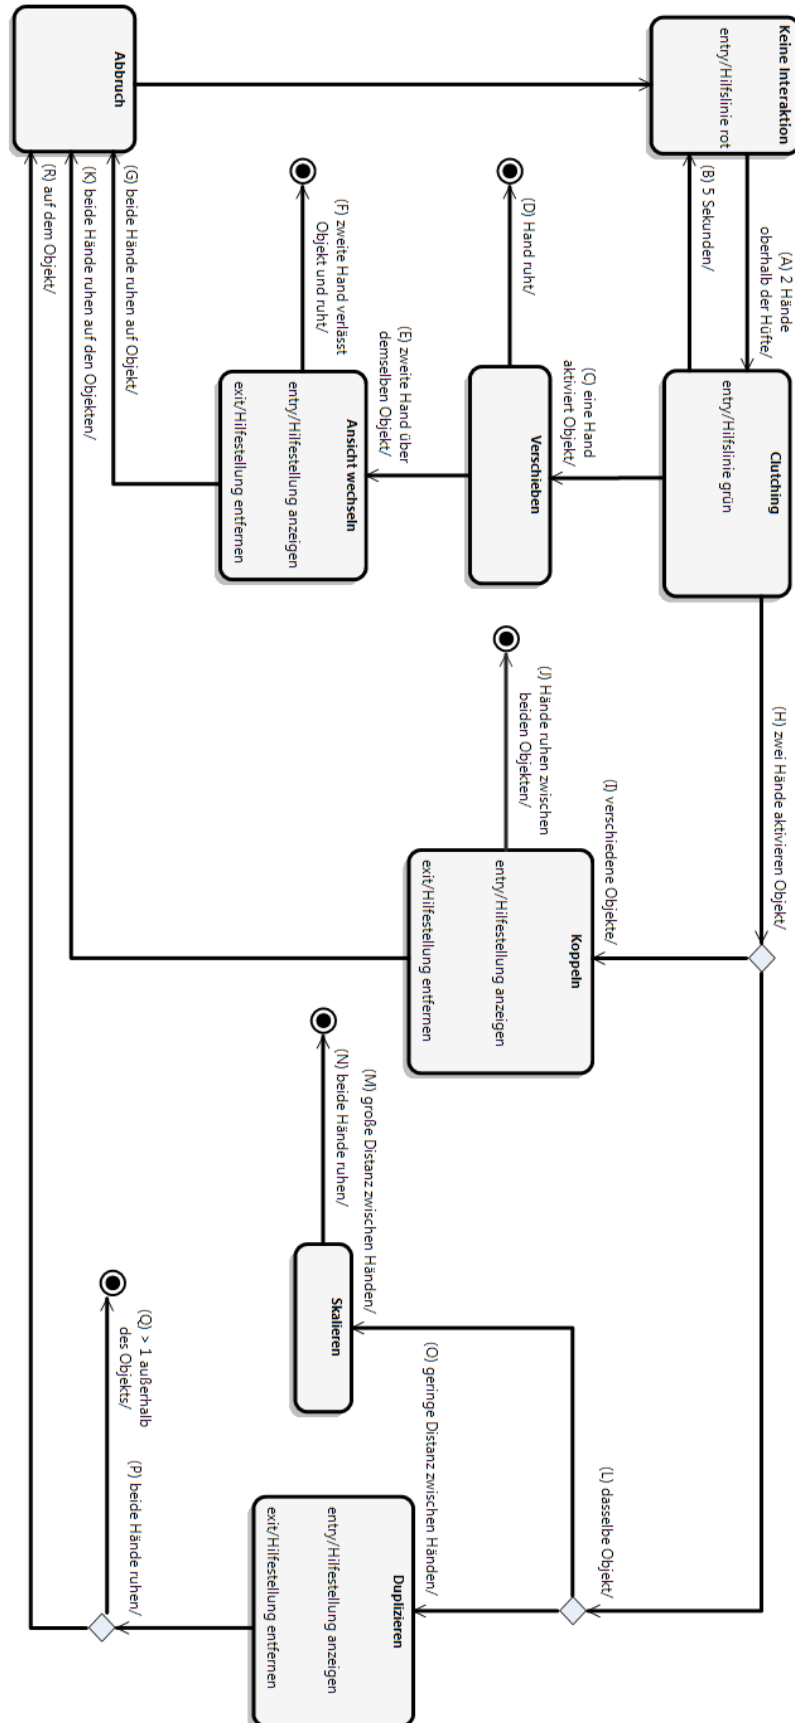 Keine Interaktion
entry/Hilfslinie rot
(A) 2 Hände
oberhalb der Hüfte/
(B) 5 Sekunden/
Clutching
entry/Hilfslinie grün
(H) zwei Hände aktivieren Objekt/
(C) eine Hand
aktiviert Objekt/
Verschieben
(D) Hand ruht/
(E) zweite Hand über
demselben Objekt/
Ansicht wechseln
entry/Hilfestellung anzeigen
exit/Hilfestellung entfernen
(F) zweite Hand verlässt
Objekt und ruht/
Abbruch
(G) beide Hände ruhen auf Objekt/
(K) beide Hände ruhen auf den Objekten/
(R) auf dem Objekt/
(I) verschiedene Objekte/
Koppeln
entry/Hilfestellung anzeigen
exit/Hilfestellung entfernen
(J) Hände ruhen zwischen
beiden Objekten/
(L) dasselbe Objekt/
(M) große Distanz zwischen Händen/
Skalieren
(N) beide Hände ruhen/
(O) geringe Distanz zwischen Händen/
Duplizieren
entry/Hilfestellung anzeigen
exit/Hilfestellung entfernen
(P) beide Hände ruhen/
(Q) > 1 außerhalb
des Objekts/